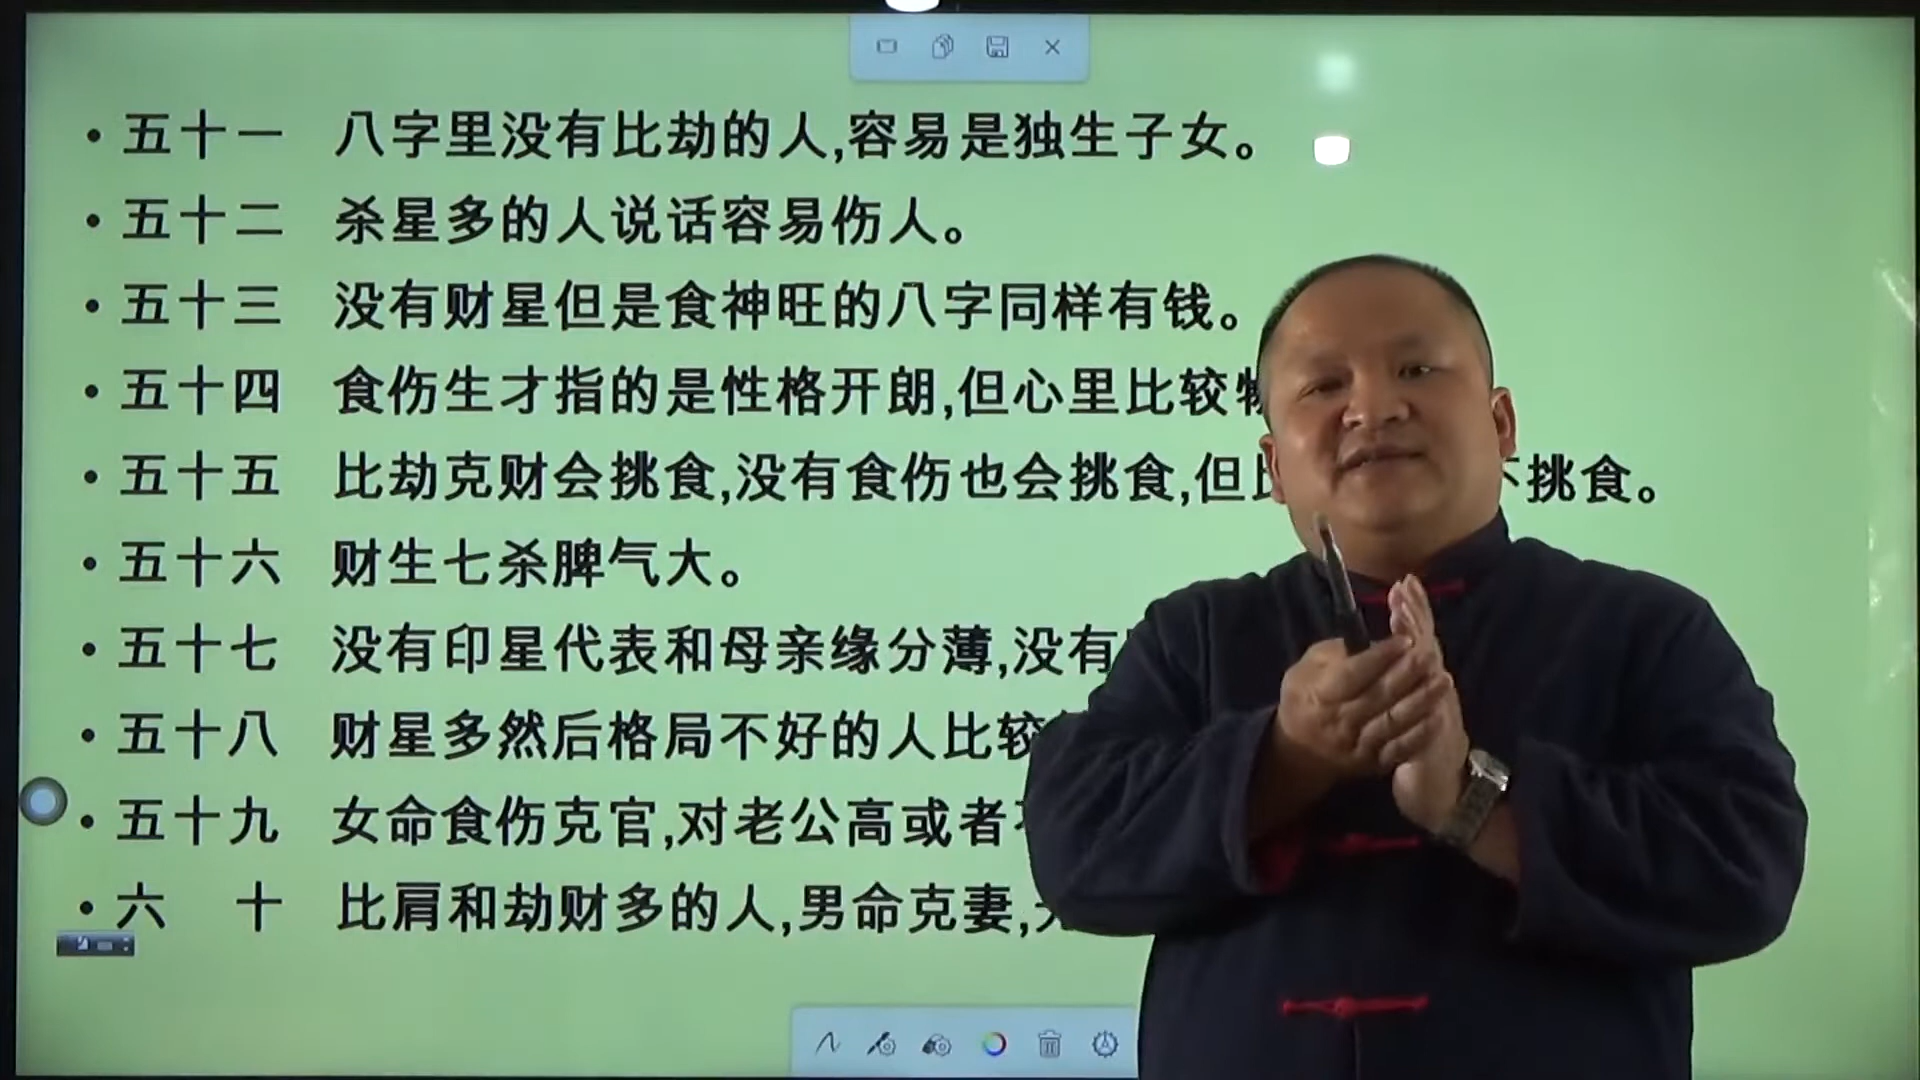 • 五十一 八字里没有比劫的人,容易是独生子女。
• 五十二 杀星多的人说话容易伤人。
• 五十三 没有财星但是食神旺的八字同样有钱。
• 五十四 食伤生才指的是性格开朗,但心里比较
• 五十五 比劫克财会挑食,没有食伤也会挑食,但 不挑食。
• 五十六 财生七杀脾气大。
• 五十七 没有印星代表和母亲缘分薄,没有
• 五十八 财星多然后格局不好的人比较
• 五十九 女命食伤克官,对老公高或者
• 六 十 比肩和劫财多的人,男命克妻,